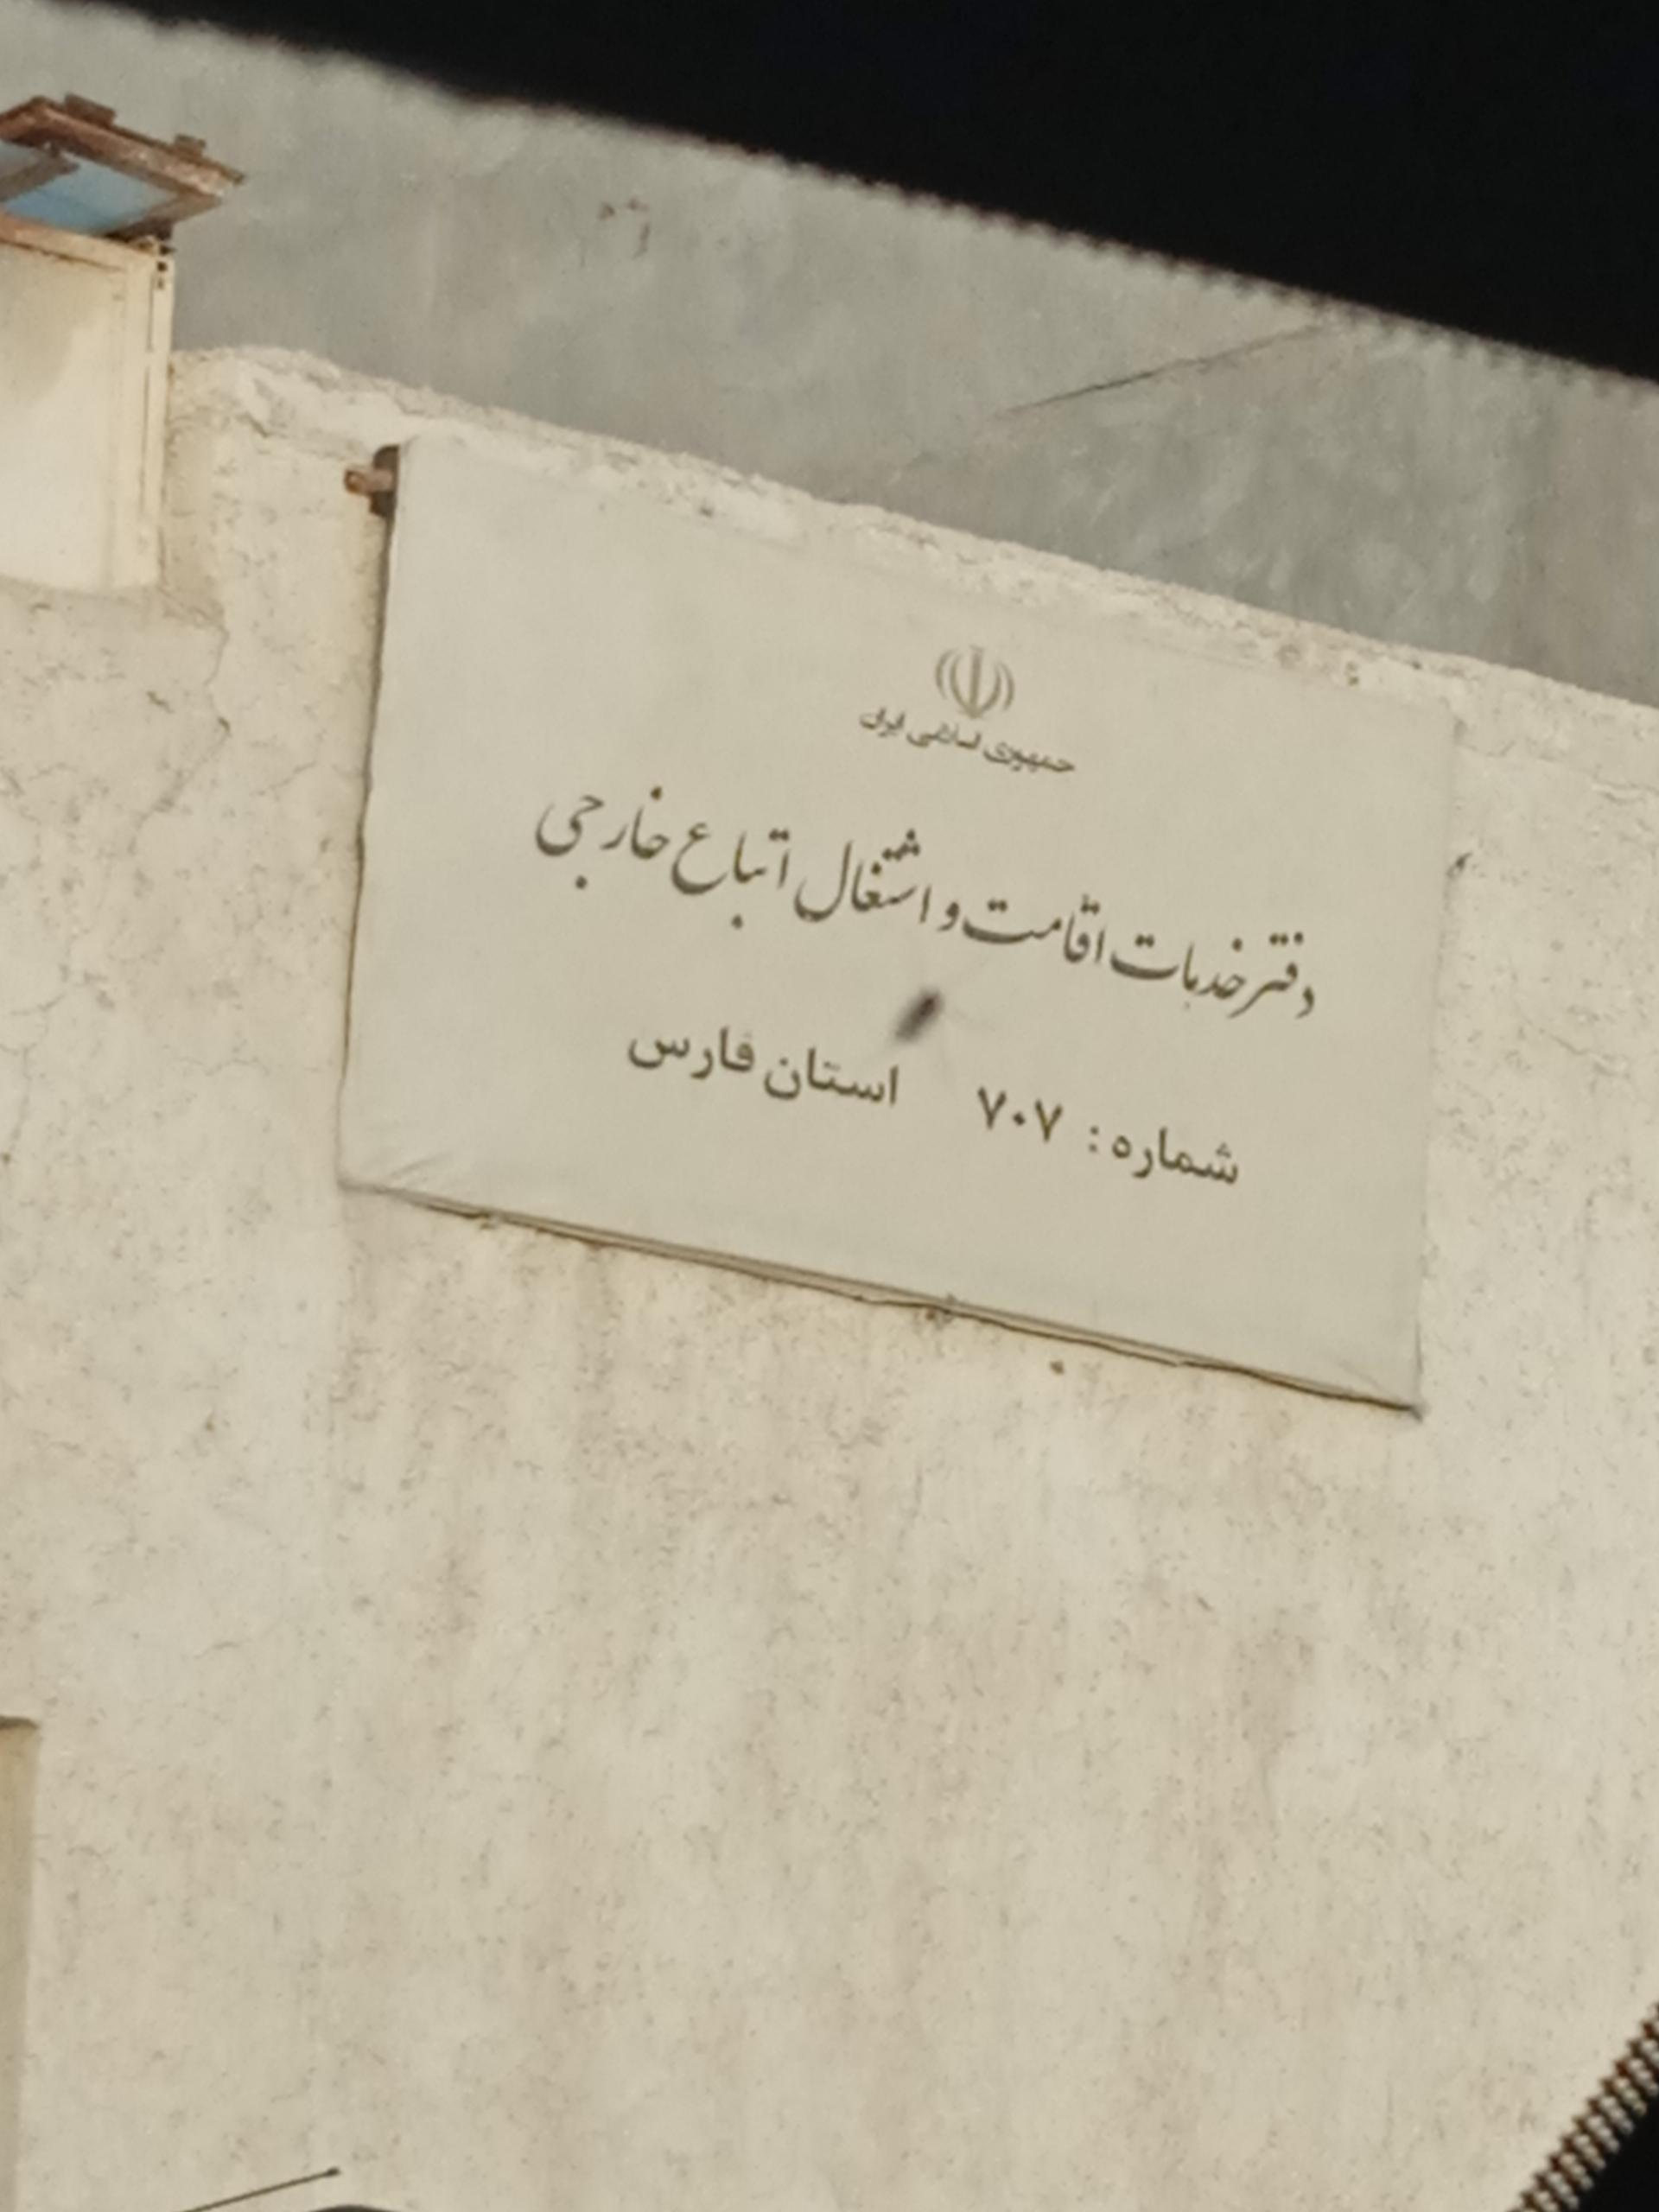 جمهوری اسلامی ایران
دفتر خدمات اقامت و اشتغال اتباع خارجی
شماره : ۷۰۷ استان فارس